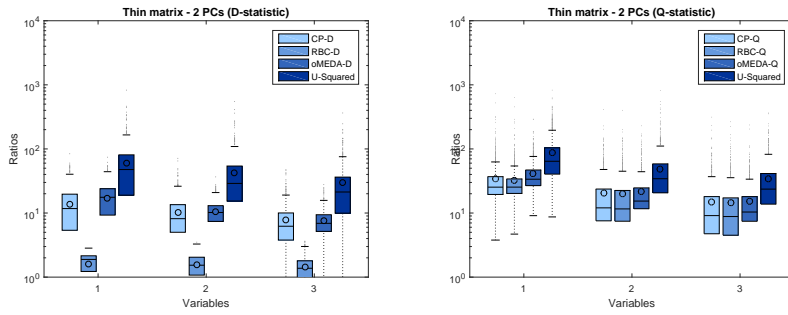 Thin matrix - 2 PCs (D-statistic)
10^4
10^3
10^2
10^1
10^0
Ratios
CP-D
RBC-D
oMEDA-D
U-Squared
1
2
3
Variables
Thin matrix - 2 PCs (Q-statistic)
10^4
10^3
10^2
10^1
10^0
Ratios
CP-Q
RBC-Q
oMEDA-Q
U-Squared
1
2
3
Variables